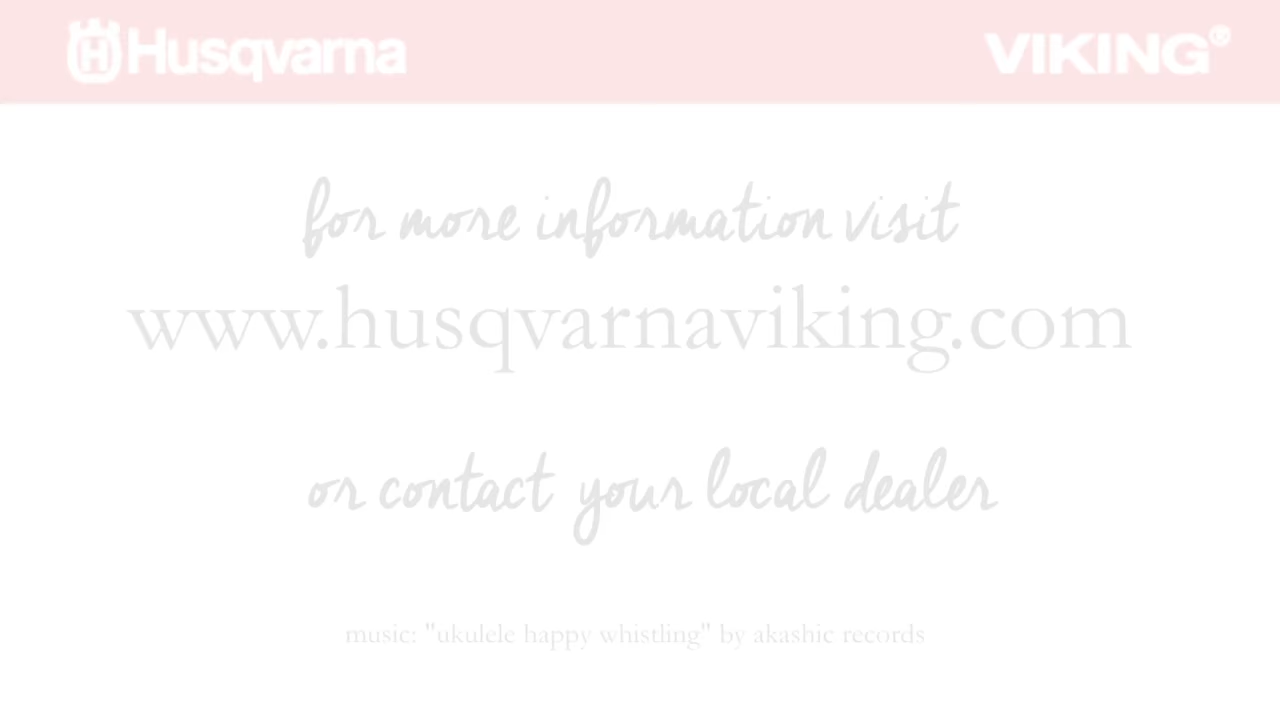 Husqvarna VIKING®
for more information visit
www.husqvarnaviking.com
or contact your local dealer
music: "ukulele happy whistling" by akashic records